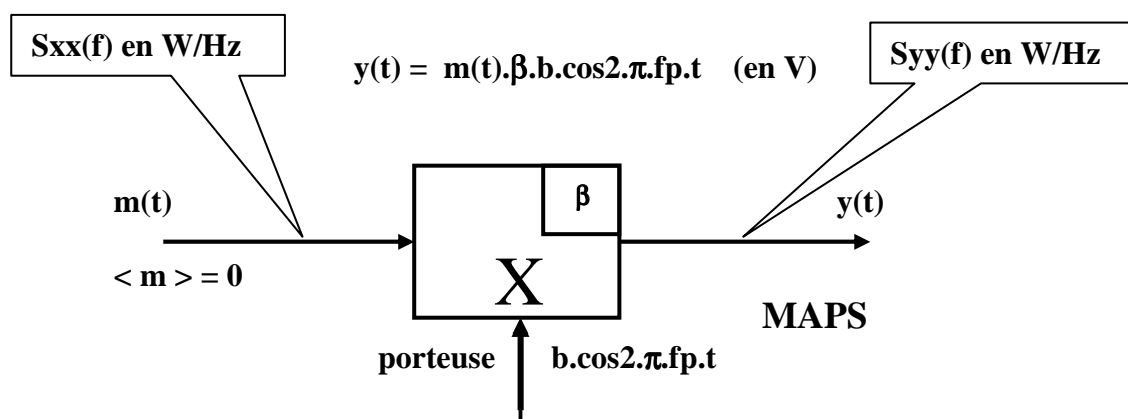 Sxx(f) en W/Hz
y(t) = m(t).β.b.cos2.π.fp.t (en V)
Syy(f) en W/Hz
m(t)
β
y(t)
< m > = 0
X
MAPS
porteuse b.cos2.π.fp.t